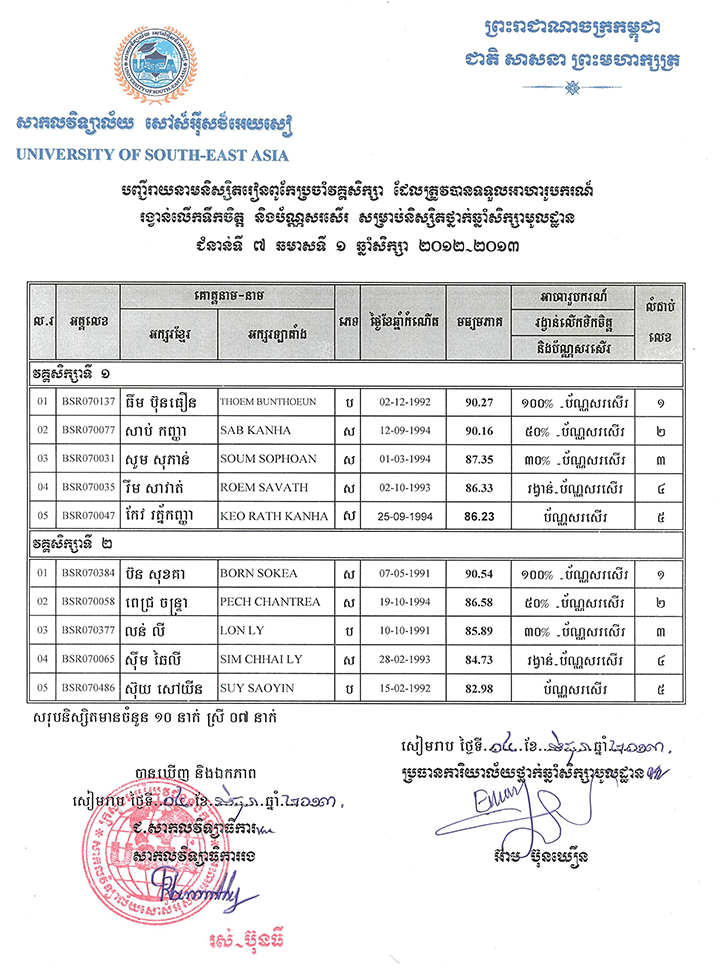 ព្រះរាជាណាចក្រកម្ពុជា
ជាតិ សាសនា ព្រះមហាក្សត្រ
សាកលវិទ្យាល័យ សៅស៍អ៊ីសថ៍អេយសៀ
UNIVERSITY OF SOUTH-EAST ASIA
បញ្ជីរាយនាមនិស្សិតរៀនពូកែប្រចាំវគ្គសិក្សា ដែលត្រូវបានទទួលអាហារូបករណ៍
រង្វាន់លើកទឹកចិត្ត និងប័ណ្ណសរសើរ សម្រាប់និស្សិតថ្នាក់ឆ្នាំសិក្សាមូលដ្ឋាន
ជំនាន់ទី ៧ ឆមាសទី ១ ឆ្នាំសិក្សា ២០១២-២០១៣
ល.រ អត្តលេខ គោត្តនាម-នាម អក្សរខ្មែរ អក្សរឡាតាំង ភេទ ថ្ងៃខែឆ្នាំកំណើត មធ្យមភាគ អាហារូបករណ៍ រង្វាន់លើកទឹកចិត្ត និងប័ណ្ណសរសើរ លំដាប់ លេខ
វគ្គសិក្សាទី ១
01 BSR070137 ធឹម ប៊ុនធឿន THOEM BUNTHOEUN ប 02-12-1992 90.27 ១០០% -ប័ណ្ណសរសើរ ១
02 BSR070077 សាប់ កញ្ញា SAB KANHA ស 12-09-1994 90.16 ៥០% -ប័ណ្ណសរសើរ ២
03 BSR070031 សូម សុភាន់ SOUM SOPHOAN ស 01-03-1994 87.35 ៣០% -ប័ណ្ណសរសើរ ៣
04 BSR070035 រឹម សាវាត់ ROEM SAVATH ស 02-10-1993 86.33 រង្វាន់-ប័ណ្ណសរសើរ ៤
05 BSR070047 កែវ រត្ន័កញ្ញា KEO RATH KANHA ស 25-09-1994 86.23 ប័ណ្ណសរសើរ ៥
វគ្គសិក្សាទី ២
01 BSR070384 ប៊ន សុខគា BORN SOKEA ស 07-05-1991 90.54 ១០០% -ប័ណ្ណសរសើរ ១
02 BSR070058 ពេជ្រ ចន្ទ្រា PECH CHANTREA ស 19-10-1994 86.58 ៥០% -ប័ណ្ណសរសើរ ២
03 BSR070377 លន់ លី LON LY ប 10-10-1991 85.89 ៣០% -ប័ណ្ណសរសើរ ៣
04 BSR070065 ស៊ឹម ឆៃលី SIM CHHAI LY ស 28-02-1993 84.73 រង្វាន់-ប័ណ្ណសរសើរ ៤
05 BSR070486 ស៊ុយ សៅយីន SUY SAOYIN ប 15-02-1992 82.98 ប័ណ្ណសរសើរ ៥
សរុបនិស្សិតមានចំនួន ១០ នាក់ ស្រី ០៧ នាក់
សៀមរាប ថ្ងៃទី ០៤ ខែ មិថុនា ឆ្នាំ ២០១៣
ប្រធានការិយាល័យថ្នាក់ឆ្នាំសិក្សាមូលដ្ឋាន
អ៊ាម ប៊ុនឃឿន
បានឃើញ និងឯកភាព
សៀមរាប ថ្ងៃទី ០៤ ខែ មិថុនា ឆ្នាំ ២០១៣
ជ.សាកលវិទ្យាធិការ
សាកលវិទ្យាធិការរង
រស់-ប៊ុនធី